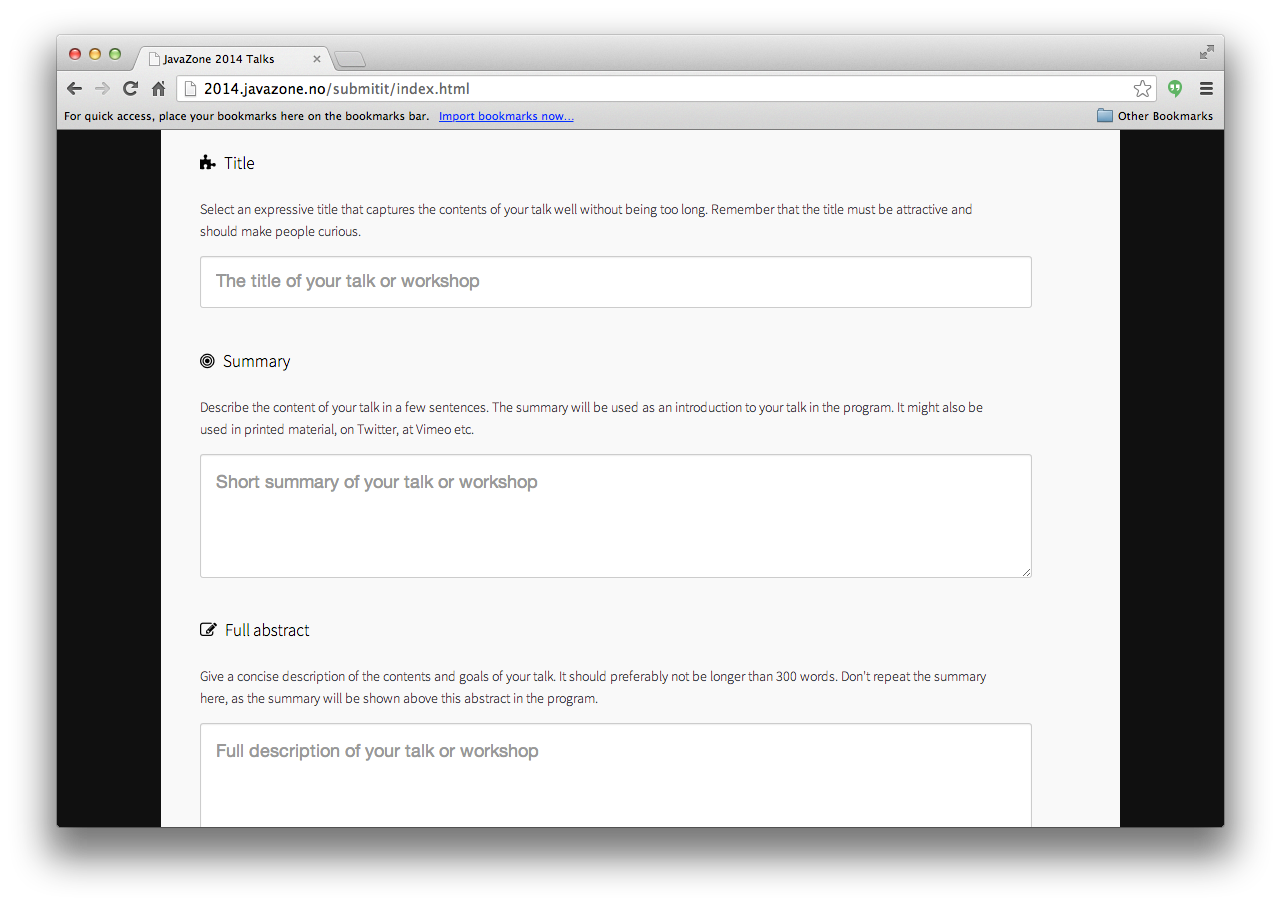 JavaZone 2014 Talks
2014.javazone.no/submitit/index.html
For quick access, place your bookmarks here on the bookmarks bar. Import bookmarks now... Other Bookmarks
Title
Select an expressive title that captures the contents of your talk well without being too long. Remember that the title must be attractive and
should make people curious.
The title of your talk or workshop
Summary
Describe the content of your talk in a few sentences. The summary will be used as an introduction to your talk in the program. It might also be
used in printed material, on Twitter, at Vimeo etc.
Short summary of your talk or workshop
Full abstract
Give a concise description of the contents and goals of your talk. It should preferably not be longer than 300 words. Don't repeat the summary
here, as the summary will be shown above this abstract in the program.
Full description of your talk or workshop